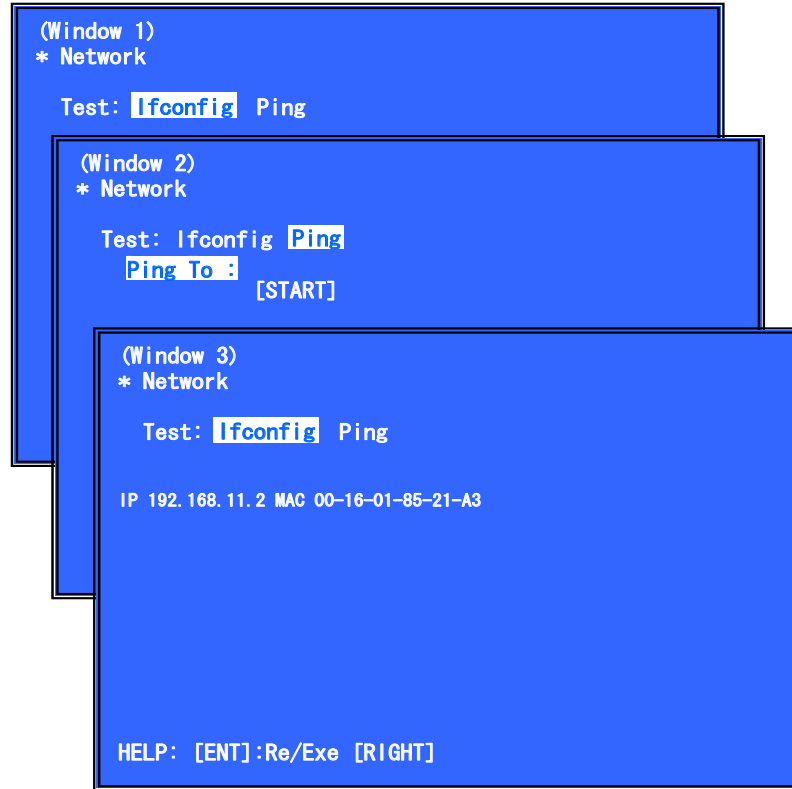 (Window 1)
* Network
Test: Ifconfig Ping
(Window 2)
* Network
Test: Ifconfig Ping
Ping To :
[START]
(Window 3)
* Network
Test: Ifconfig Ping
IP 192.168.11.2 MAC 00-16-01-85-21-A3
HELP: [ENT]:Re/Exe [RIGHT]